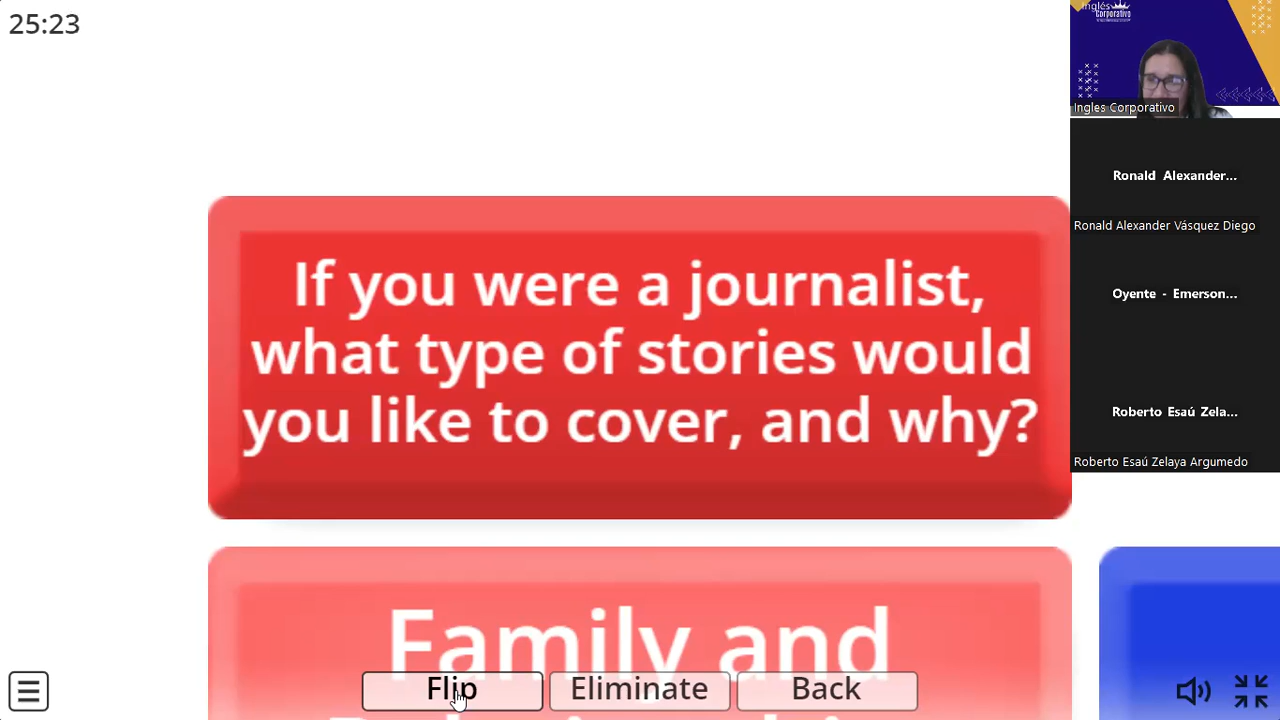 25:23
Inglés
Corporativo
Ingles Corporativo
Ronald Alexander...
Ronald Alexander Vásquez Diego
Oyente - Emerson...
Roberto Esaú Zela...
Roberto Esaú Zelaya Argumedo
If you were a journalist,
what type of stories would
you like to cover, and why?
Family and
Flip
Eliminate
Back